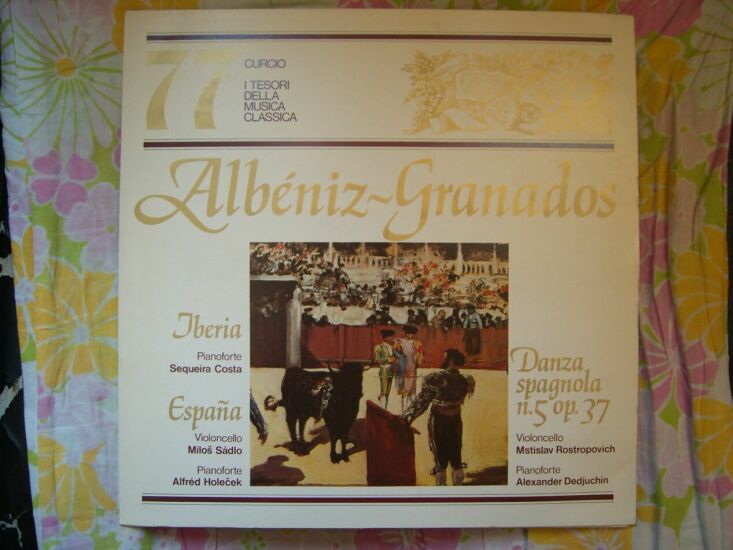 77
CURCIO
I TESORI
DELLA
MUSICA
CLASSICA
Albéniz~Granados
Iberia
Pianoforte
Sequeira Costa
España
Violoncello
Miloš Sádlo
Pianoforte
Alfréd Holeček
Danza
spagnola
n.5 op. 37
Violoncello
Mstislav Rostropovich
Pianoforte
Alexander Dedjuchin